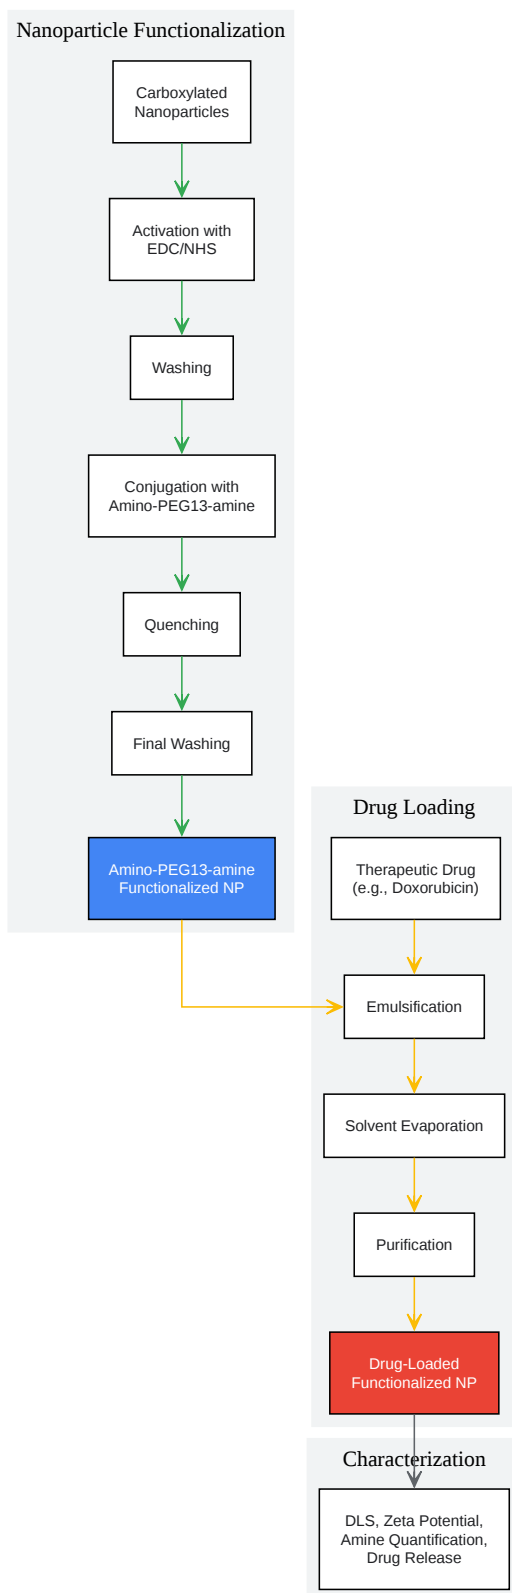 Nanoparticle Functionalization
Carboxylated
Nanoparticles
Activation with
EDC/NHS
Washing
Conjugation with
Amino-PEG13-amine
Quenching
Final Washing
Amino-PEG13-amine
Functionalized NP
Drug Loading
Therapeutic Drug
(e.g., Doxorubicin)
Emulsification
Solvent Evaporation
Purification
Drug-Loaded
Functionalized NP
Characterization
DLS, Zeta Potential,
Amine Quantification,
Drug Release